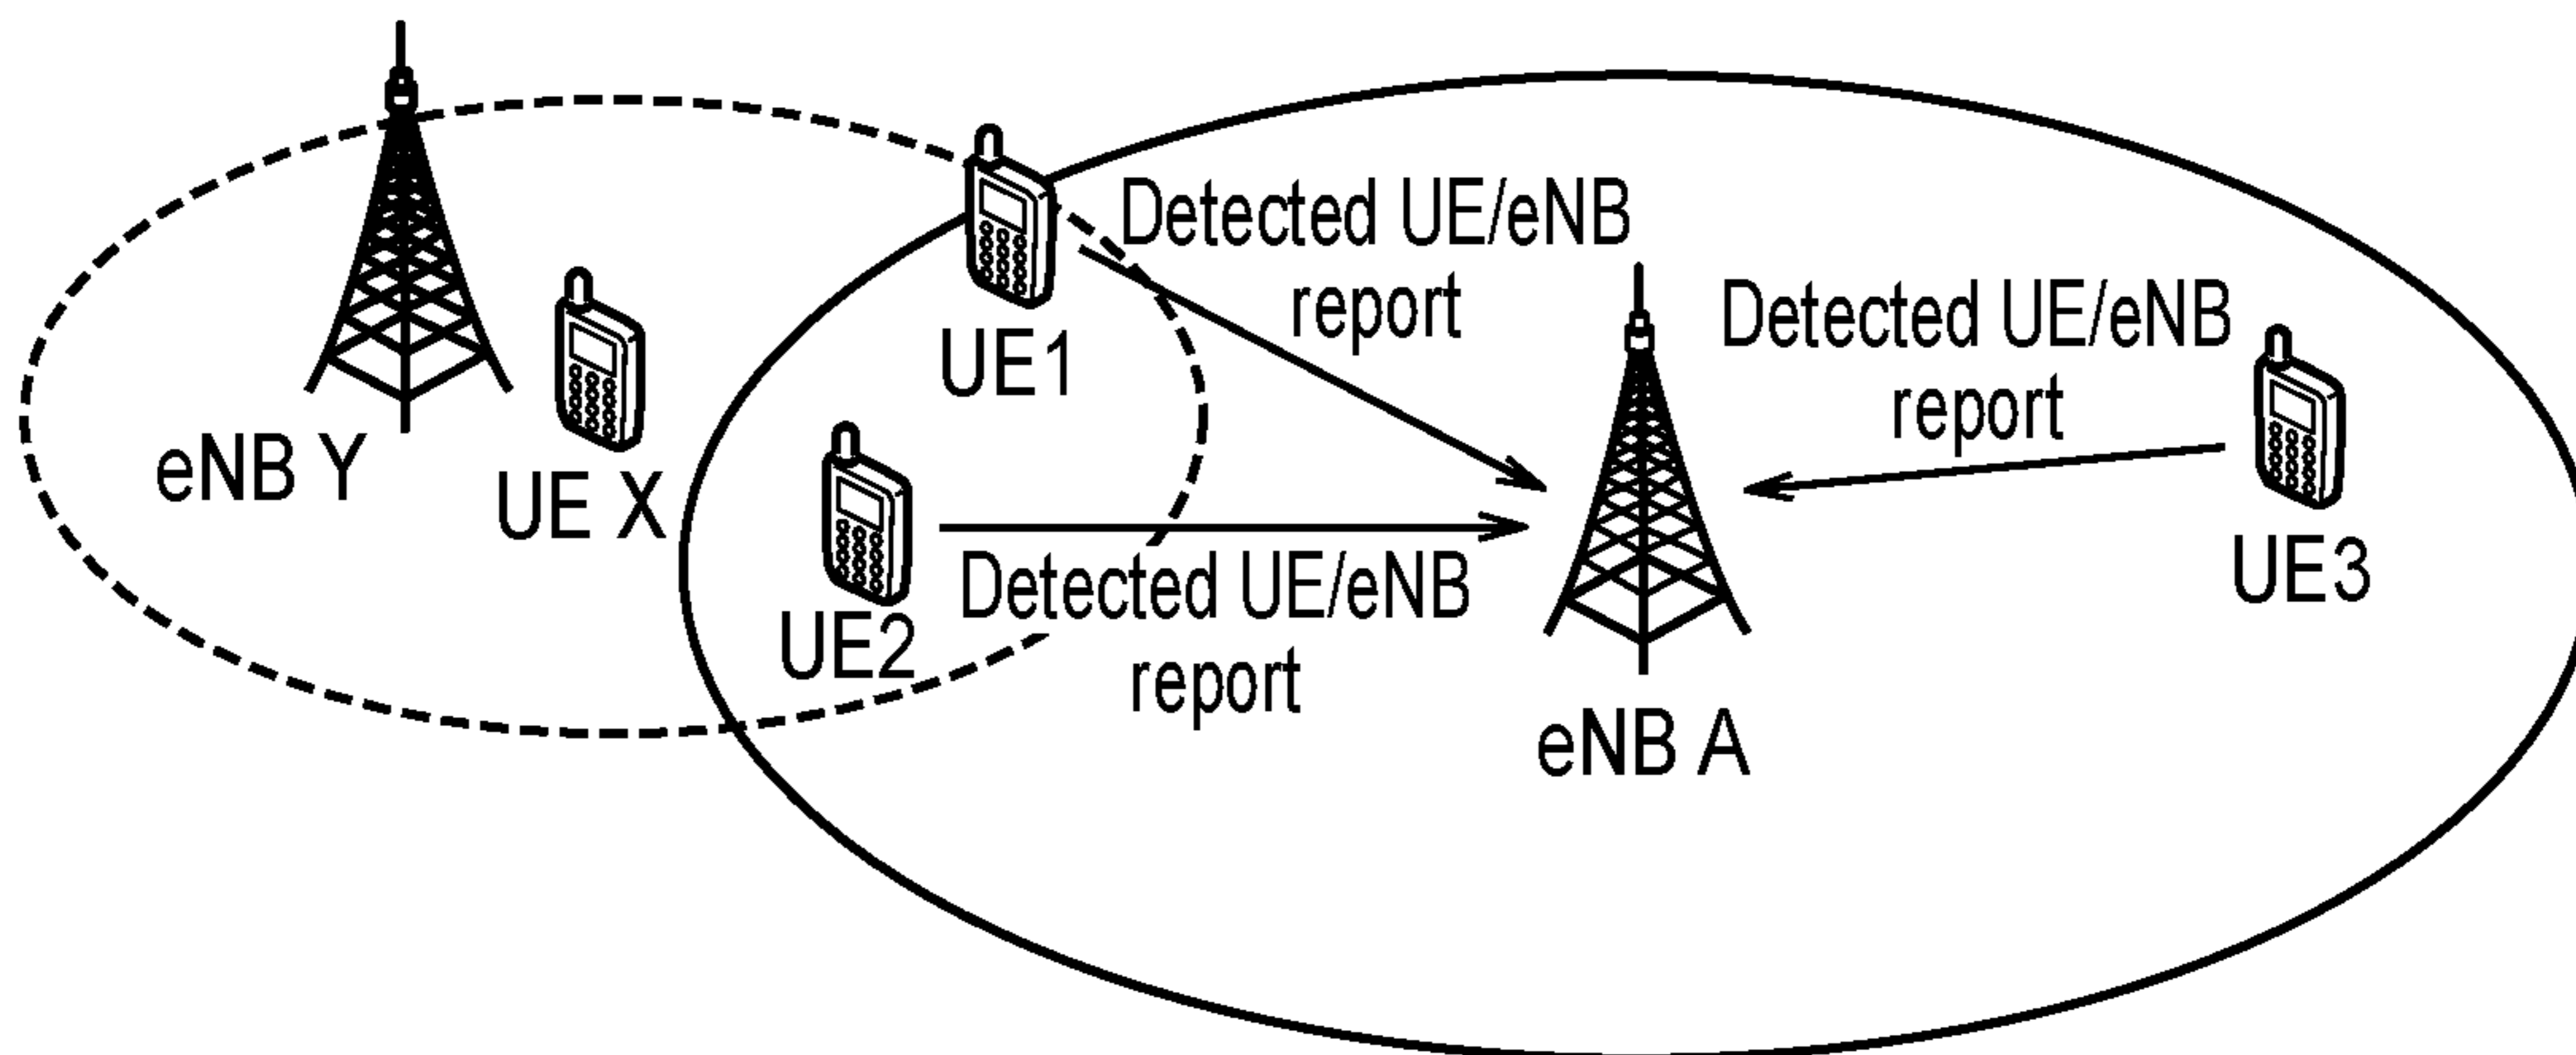 Detected UE/eNB
report
UE1
Detected UE/eNB
report
eNB Y
UE X
UE2
Detected UE/eNB
report
UE3
eNB A